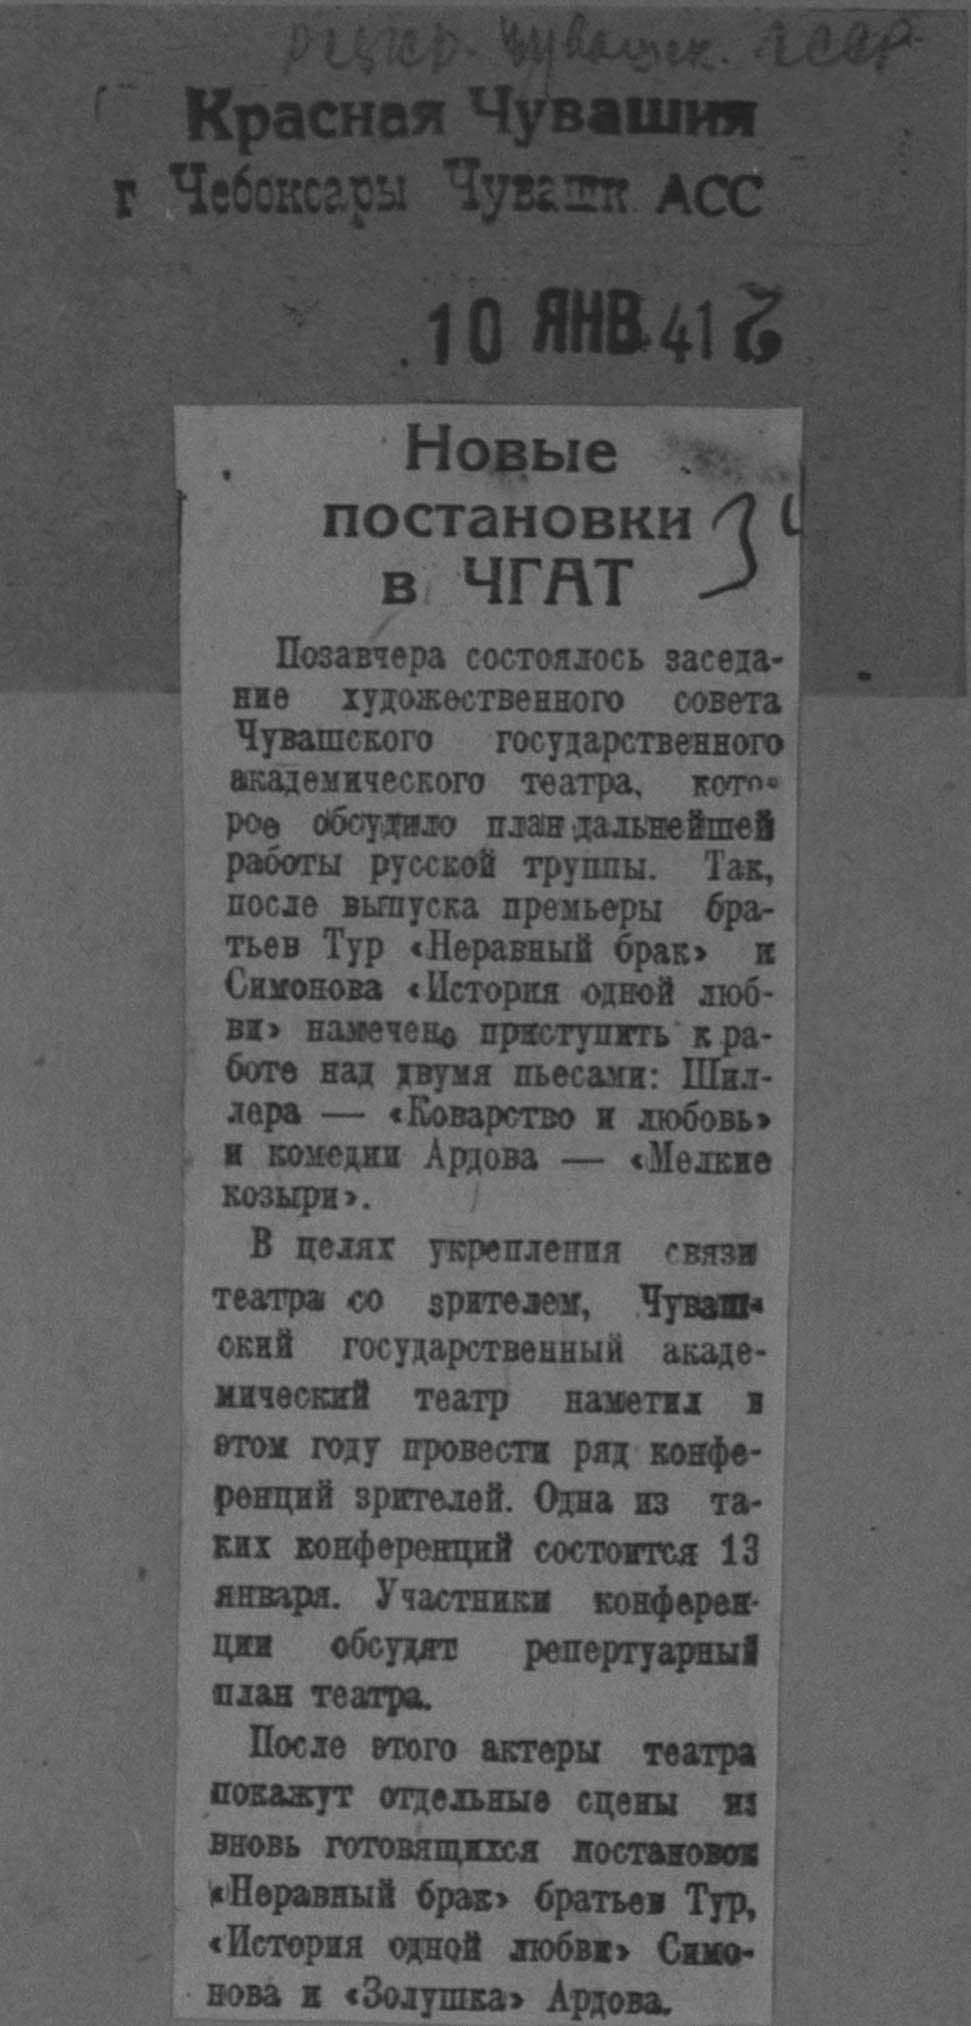 Чувашск. АССР.
Красная Чувашия
г Чебоксары Чувашк АСС
10 ЯНВ 41
Новые
постановки
в ЧГАТ
Позавчера состоялось заседа-
ние художественного совета
Чувашского государственного
академического театра, кото-
рое обсудило план дальнейшей
работы русской труппы. Так,
после выпуска премьеры бра-
тьев Тур «Неравный брак» и
Симонова «История одной люб-
ви» намечено приступить к ра-
боте над двумя пьесами: Шил-
лера — «Коварство и любовь»
и комедии Ардова — «Мелкие
козыри».
В целях укрепления связи
театра со зрителем, Чуваш-
ский государственный акаде-
мический театр наметил в
этом году провести ряд конфе-
ренций зрителей. Одна из та-
ких конференций состоится 13
января. Участники конферен-
ции обсудят репертуарный
план театра.
После этого актеры театра
покажут отдельные сцены из
вновь готовящихся постановок
«Неравный брак» братьев Тур,
«История одной любви» Симо-
нова и «Золушка» Ардова.